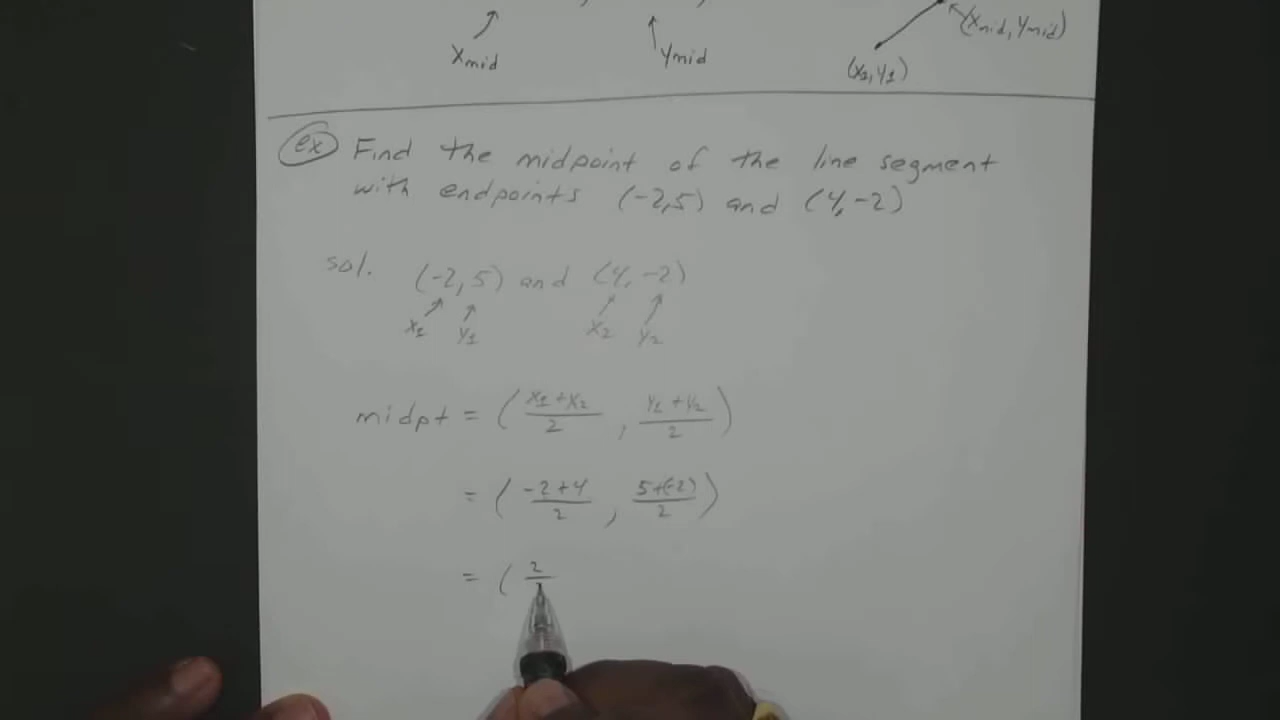 Xmid Ymid (x1, y1) (Xmid, Ymid)
ex Find the midpoint of the line segment
with endpoints (-2,5) and (4,-2)
sol. (-2, 5) and (4, -2)
x1 y1 x2 y2
midpt = ( x1 + x2 / 2 , y1 + y2 / 2 )
= ( -2+4 / 2 , 5+(-2) / 2 )
= ( 2 /